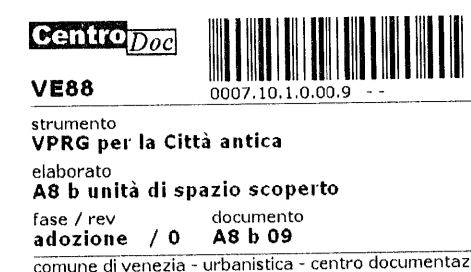 Centro Doc
VE88
0007.10.1.0.00.9 --
strumento
VPRG per la Città antica
elaborato
A8 b unità di spazio scoperto
fase / rev documento
adozione / 0 A8 b 09
comune di venezia - urbanistica - centro documentaz